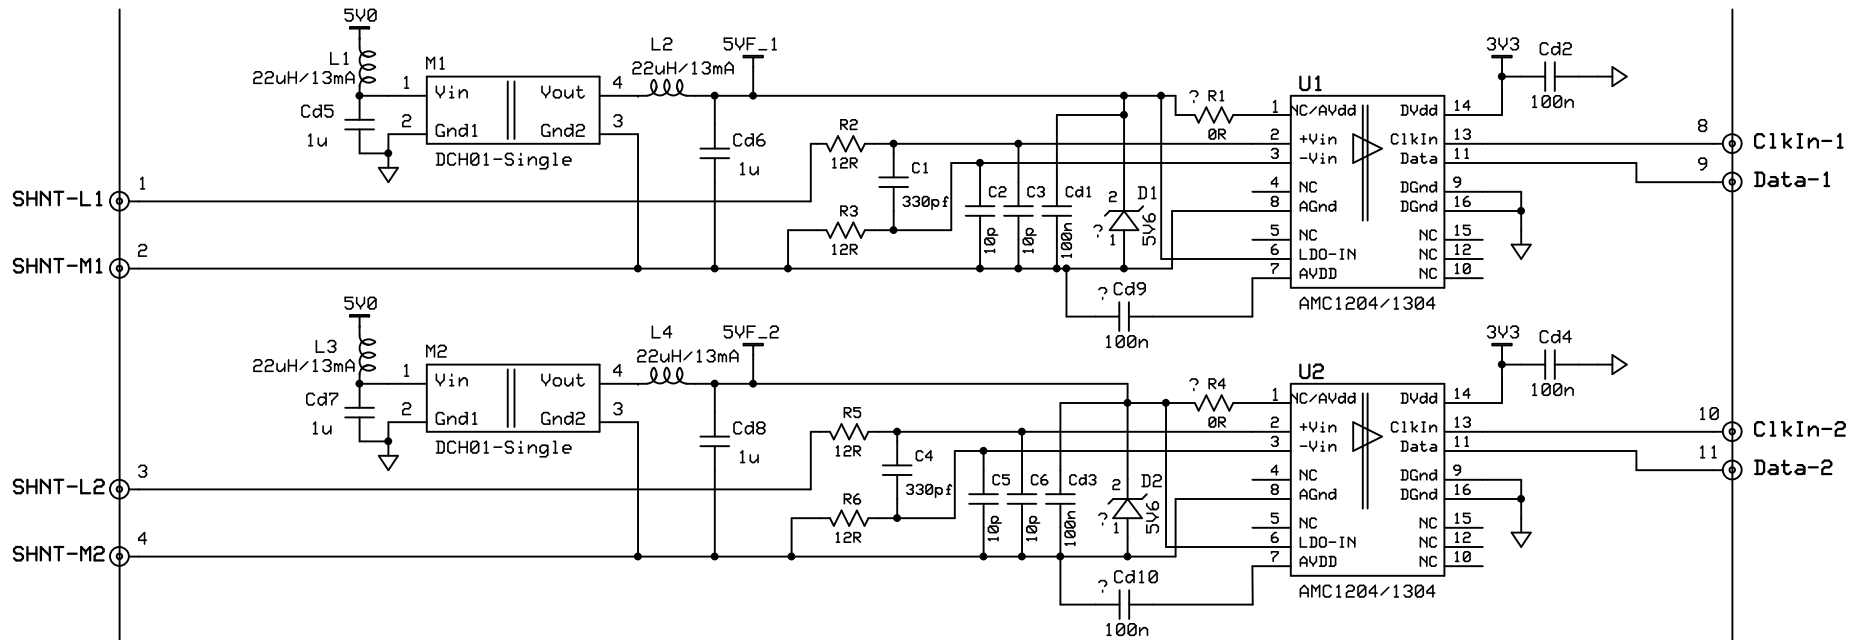 5V0
L1
22uH/13mA
Cd5
1u
M1
1 Vin Vout 4
2 Gnd1 Gnd2 3
DCH01-Single
L2
22uH/13mA
5VF_1
Cd6
1u
R2
12R
C1
330pf
R3
12R
C2 C3 Cd1
10p 10p 100n
2 D1
? 1 5V6
? R1
0R
? Cd9
100n
U1
1 NC/AVdd DVdd 14
2 +Vin ClkIn 13
3 -Vin Data 11
4 NC DGnd 9
8 AGnd DGnd 16
5 NC NC 15
6 LDO-IN NC 12
7 AVDD NC 10
AMC1204/1304
3V3
Cd2
100n
8 ClkIn-1
9 Data-1
SHNT-L1 1
SHNT-M1 2
5V0
L3
22uH/13mA
Cd7
1u
M2
1 Vin Vout 4
2 Gnd1 Gnd2 3
DCH01-Single
L4
22uH/13mA
5VF_2
Cd8
1u
R5
12R
C4
330pf
R6
12R
C5 C6 Cd3
10p 10p 100n
2 D2
? 1 5V6
? R4
0R
? Cd10
100n
U2
1 NC/AVdd DVdd 14
2 +Vin ClkIn 13
3 -Vin Data 11
4 NC DGnd 9
8 AGnd DGnd 16
5 NC NC 15
6 LDO-IN NC 12
7 AVDD NC 10
AMC1204/1304
3V3
Cd4
100n
10 ClkIn-2
11 Data-2
SHNT-L2 3
SHNT-M2 4